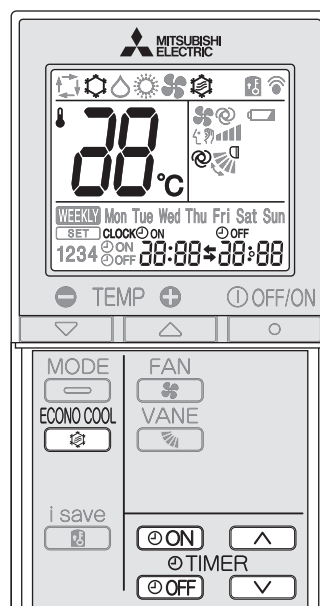 MITSUBISHI
ELECTRIC
88°C
WEEKLY Mon Tue Wed Thu Fri Sat Sun
SET CLOCK ON OFF
1234 ON OFF 88:88 88:88
TEMP OFF/ON
MODE FAN
ECONO COOL VANE
i save
ON
TIMER
OFF